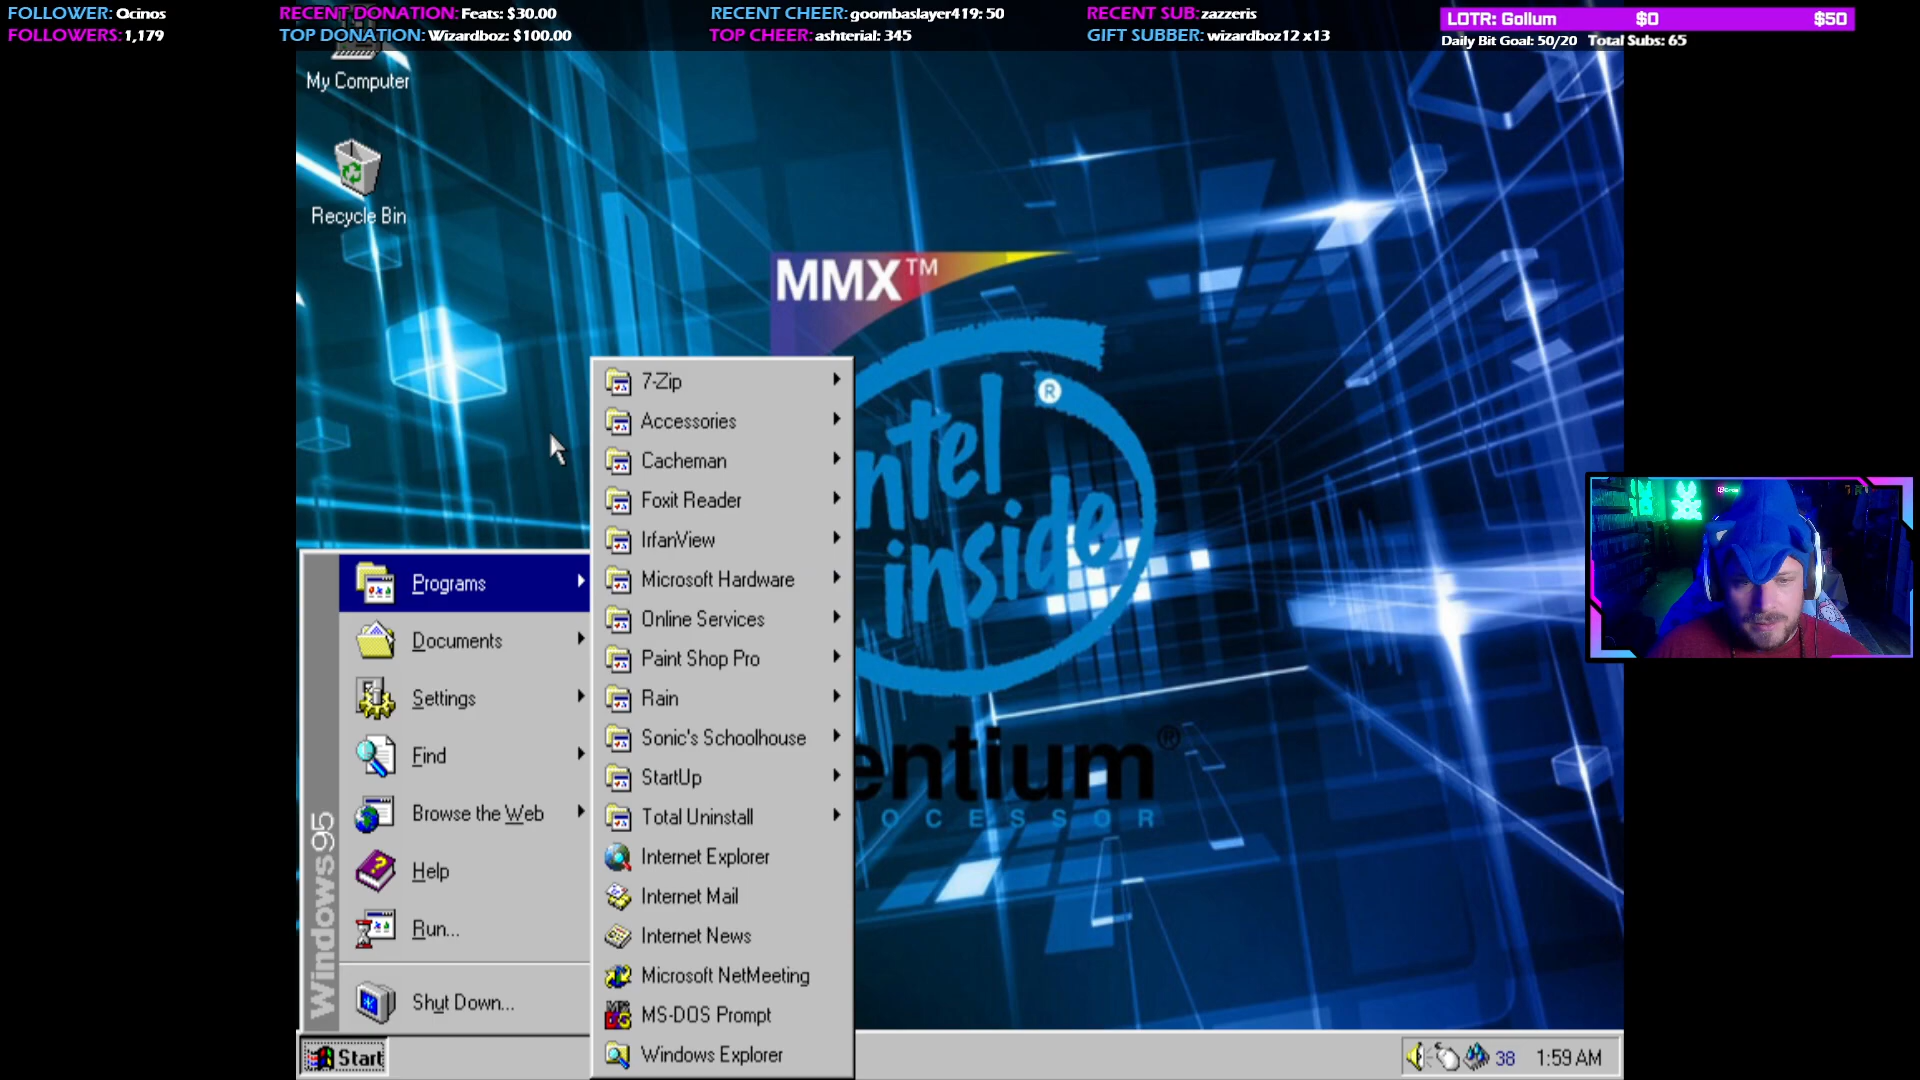 FOLLOWER: Ocinos
FOLLOWERS: 1,179
RECENT DONATION: Feats: $30.00
TOP DONATION: Wizardboz: $100.00
RECENT CHEER: goombaslayer419: 50
TOP CHEER: ashterial: 345
RECENT SUB: zazzeris
GIFT SUBBER: wizardboz12 x13
LOTR: Gollum $0 $50
Daily Bit Goal: 50/20 Total Subs: 65
My Computer
Recycle Bin
MMX™
ntel ®
inside
entium®
OCESSOR
7-Zip
Accessories
Cacheman
Foxit Reader
IrfanView
Microsoft Hardware
Online Services
Paint Shop Pro
Rain
Sonic's Schoolhouse
StartUp
Total Uninstall
Internet Explorer
Internet Mail
Internet News
Microsoft NetMeeting
MS-DOS Prompt
Windows Explorer
Programs
Documents
Settings
Find
Browse the Web
Help
Run...
Shut Down...
Windows95
Start
38 1:59 AM